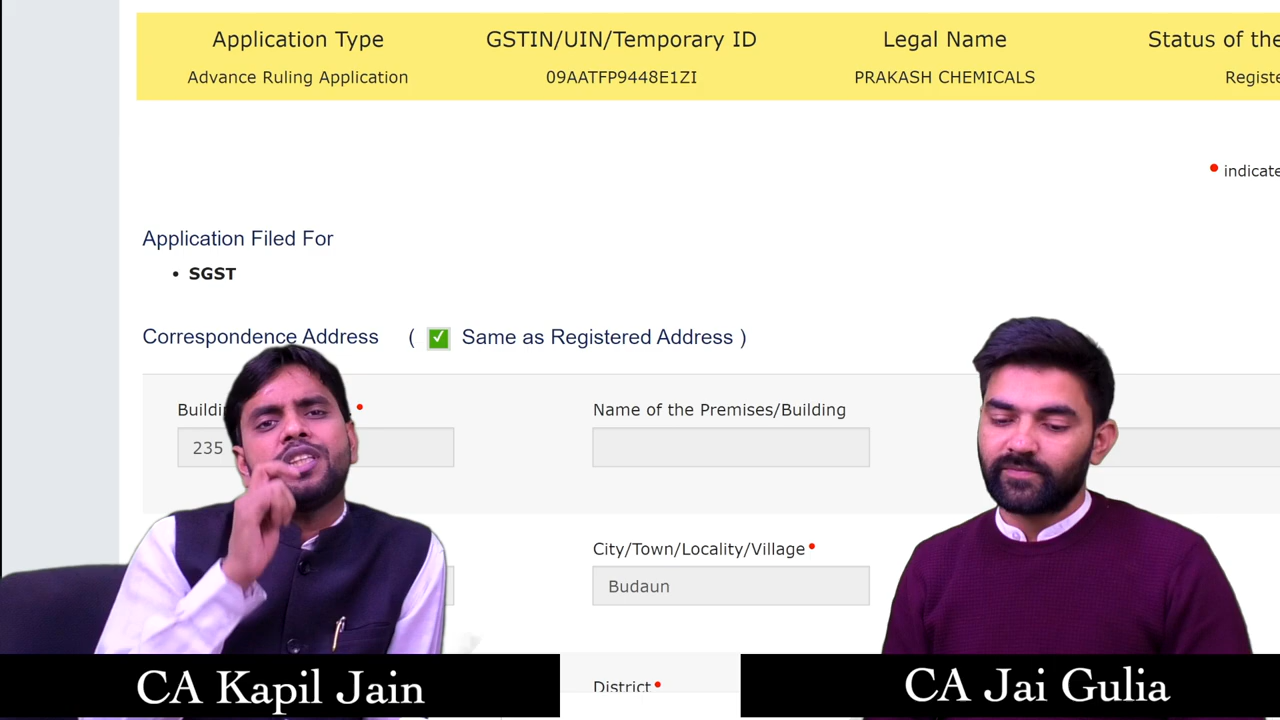 Application Type GSTIN/UIN/Temporary ID Legal Name Status of the
Advance Ruling Application 09AATFP9448E1ZI PRAKASH CHEMICALS Registe
• indicate
Application Filed For
• SGST
Correspondence Address ( ✓ Same as Registered Address )
Buildi • Name of the Premises/Building
235
City/Town/Locality/Village •
Budaun
District •
CA Kapil Jain CA Jai Gulia